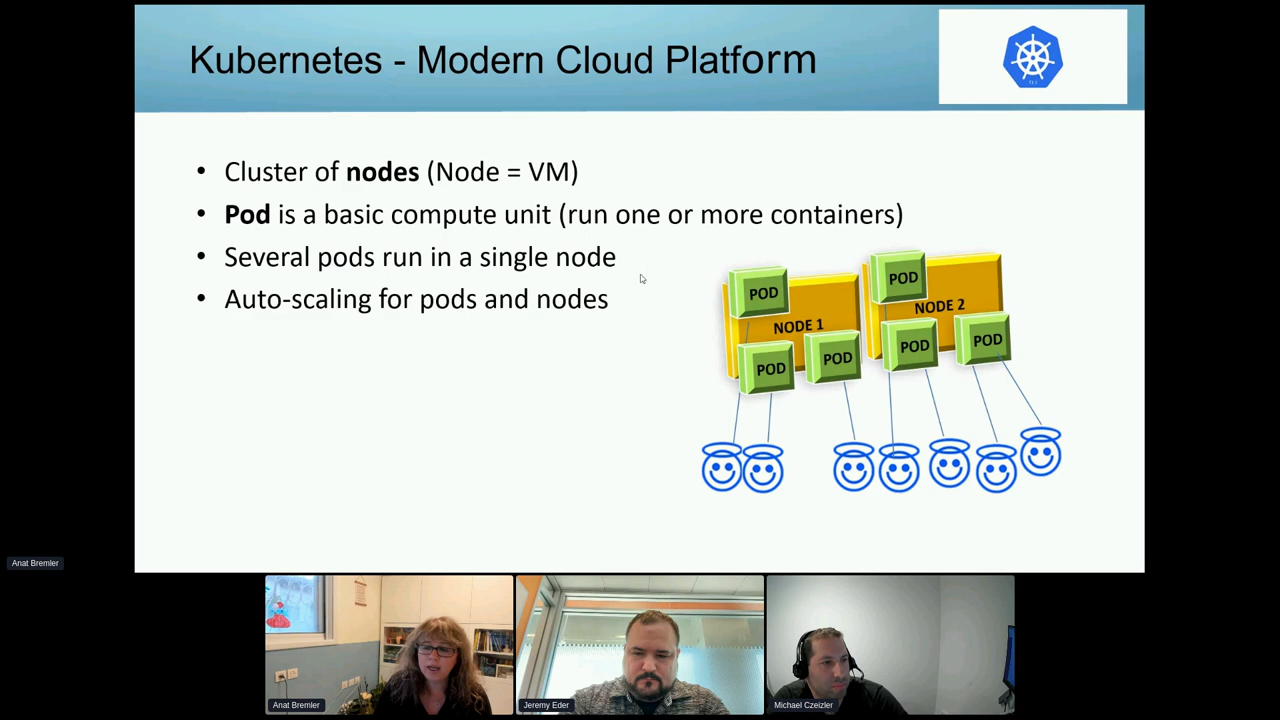 Kubernetes - Modern Cloud Platform
• Cluster of nodes (Node = VM)
• Pod is a basic compute unit (run one or more containers)
• Several pods run in a single node
• Auto-scaling for pods and nodes
POD
POD
NODE 1
NODE 2
POD
POD
POD
POD
Anat Bremler
Anat Bremler
Jeremy Eder
Michael Czeizler